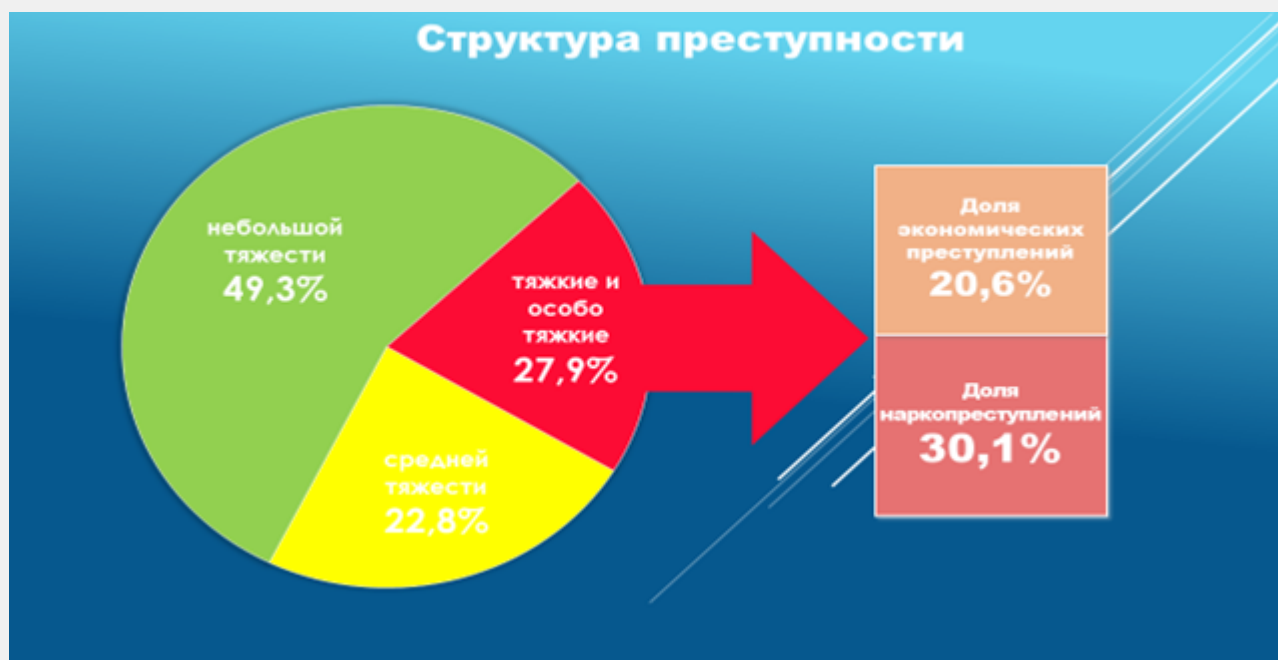 Структура преступности
небольшой
тяжести
49,3%
тяжкие и
особо
тяжкие
27,9%
средней
тяжести
22,8%
Доля
экономических
преступлений
20,6%
Доля
наркопреступлений
30,1%